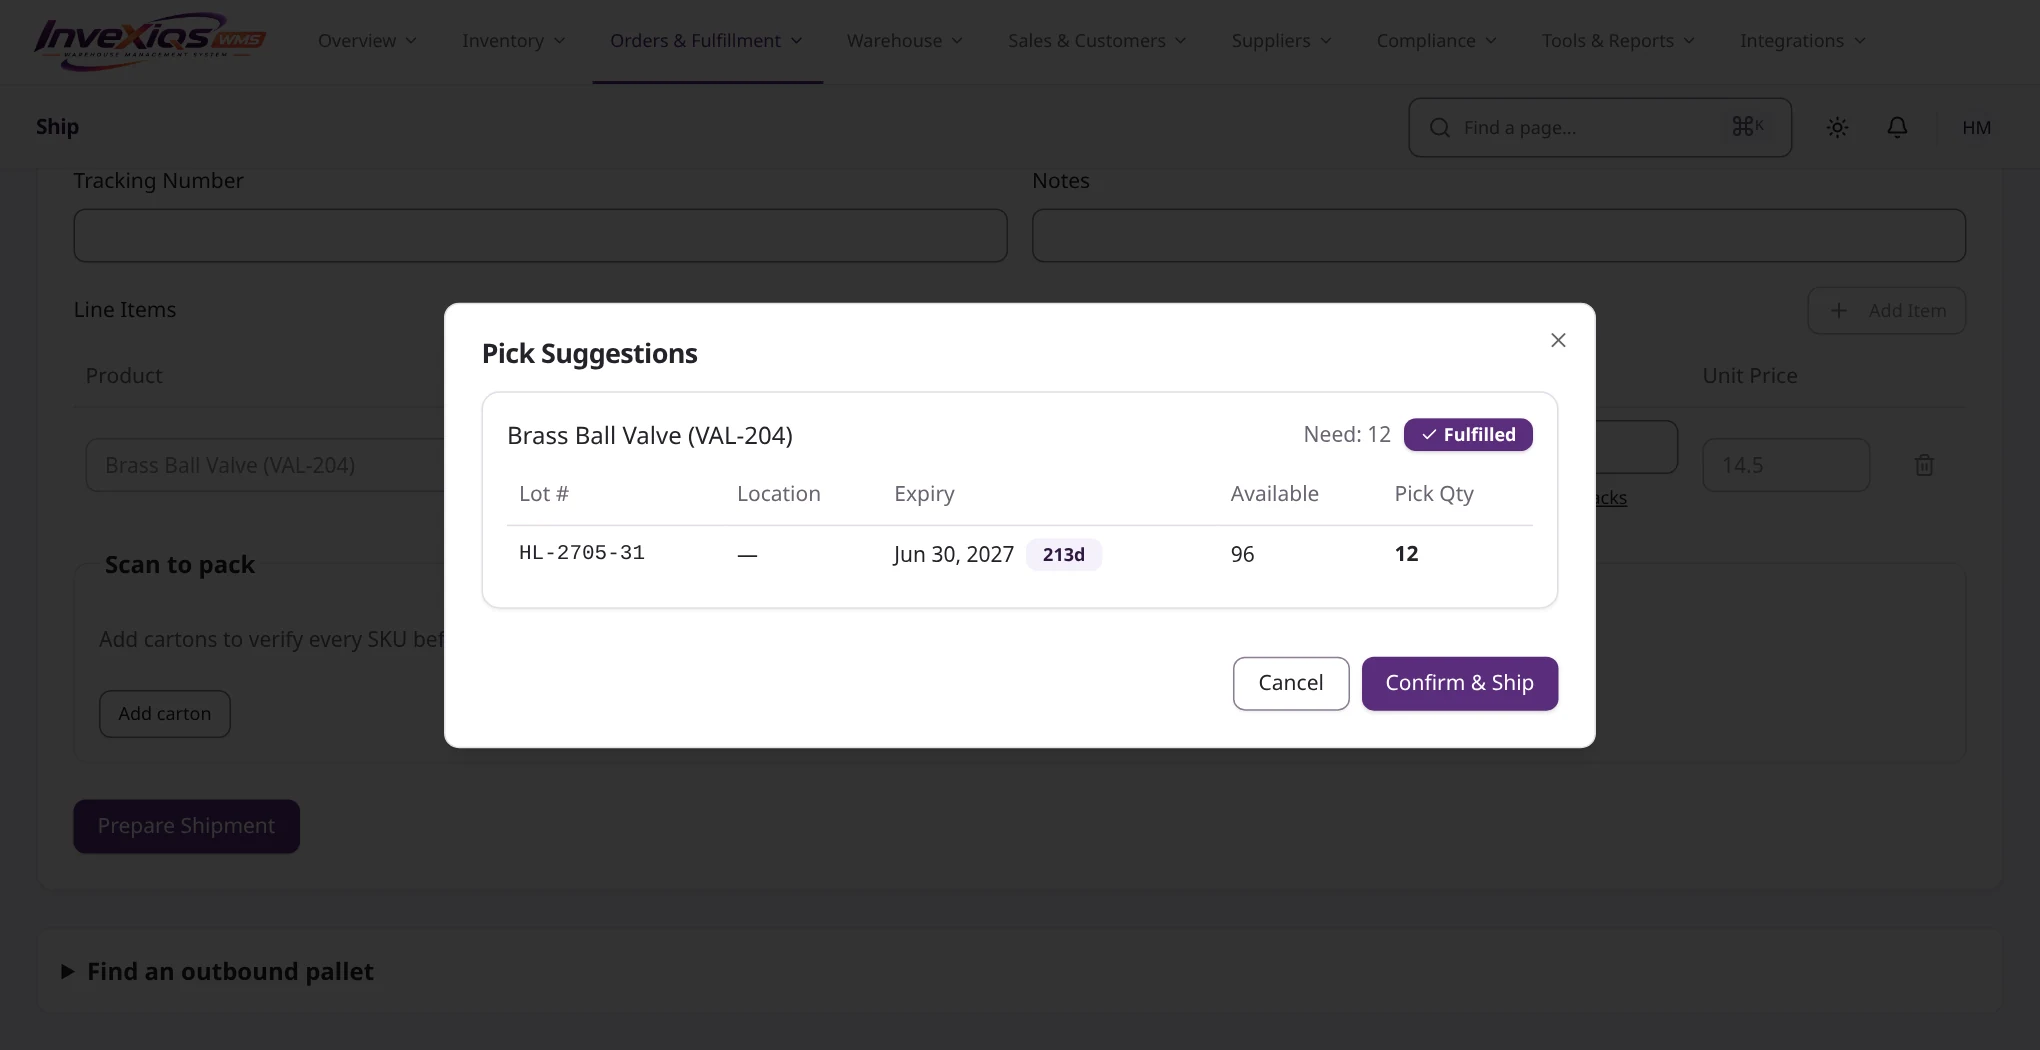 InveXiqs WMS
WAREHOUSE MANAGEMENT SYSTEM
Overview
Inventory
Orders & Fulfillment
Warehouse
Sales & Customers
Suppliers
Compliance
Tools & Reports
Integrations
Ship
Find a page...
⌘K
HM
Tracking Number
Notes
Line Items
Add Item
Product
Unit Price
Brass Ball Valve (VAL-204)
14.5
Scan to pack
Add cartons to verify every SKU
Add carton
Prepare Shipment
Find an outbound pallet
Pick Suggestions
Brass Ball Valve (VAL-204)
Need: 12
✓ Fulfilled
Lot #
Location
Expiry
Available
Pick Qty
HL-2705-31
—
Jun 30, 2027
213d
96
12
Cancel
Confirm & Ship